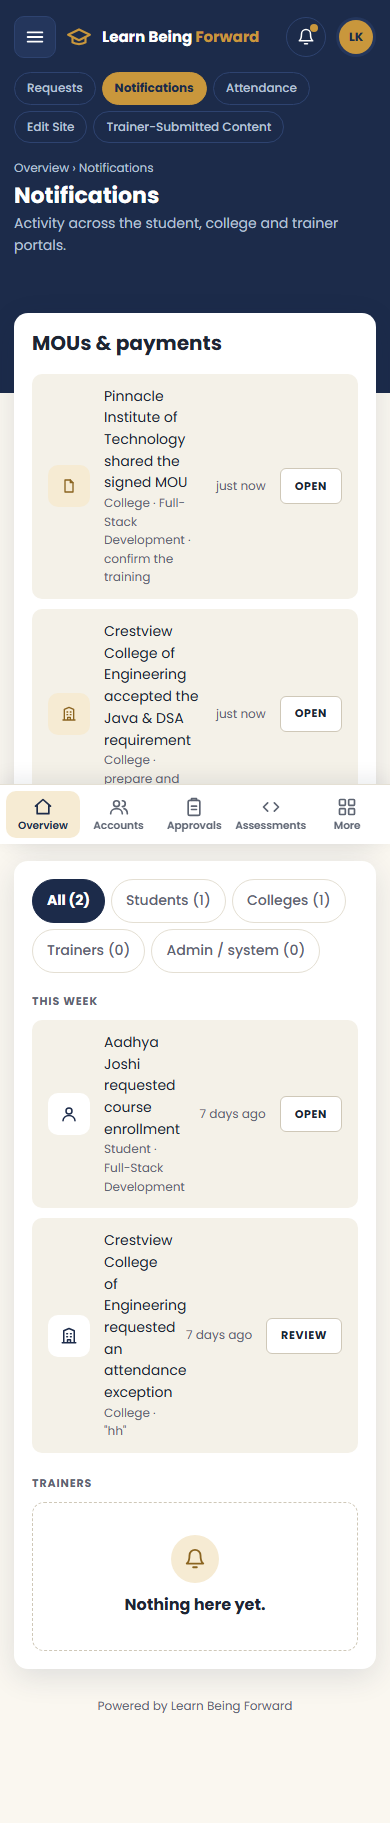 Learn Being Forward
LK
Requests
Notifications
Attendance
Edit Site
Trainer-Submitted Content
Overview › Notifications
Notifications
Activity across the student, college and trainer
portals.
MOUs & payments
Pinnacle
Institute of
Technology
shared the
signed MOU
College · Full-
Stack
Development ·
confirm the
training
just now
OPEN
Crestview
College of
Engineering
accepted the
Java & DSA
requirement
College ·
prepare and
just now
OPEN
Overview
Accounts
Approvals
Assessments
More
All (2)
Students (1)
Colleges (1)
Trainers (0)
Admin / system (0)
THIS WEEK
Aadhya
Joshi
requested
course
enrollment
Student ·
Full-Stack
Development
7 days ago
OPEN
Crestview
College
of
Engineering
requested
an
attendance
exception
College ·
"hh"
7 days ago
REVIEW
TRAINERS
Nothing here yet.
Powered by Learn Being Forward